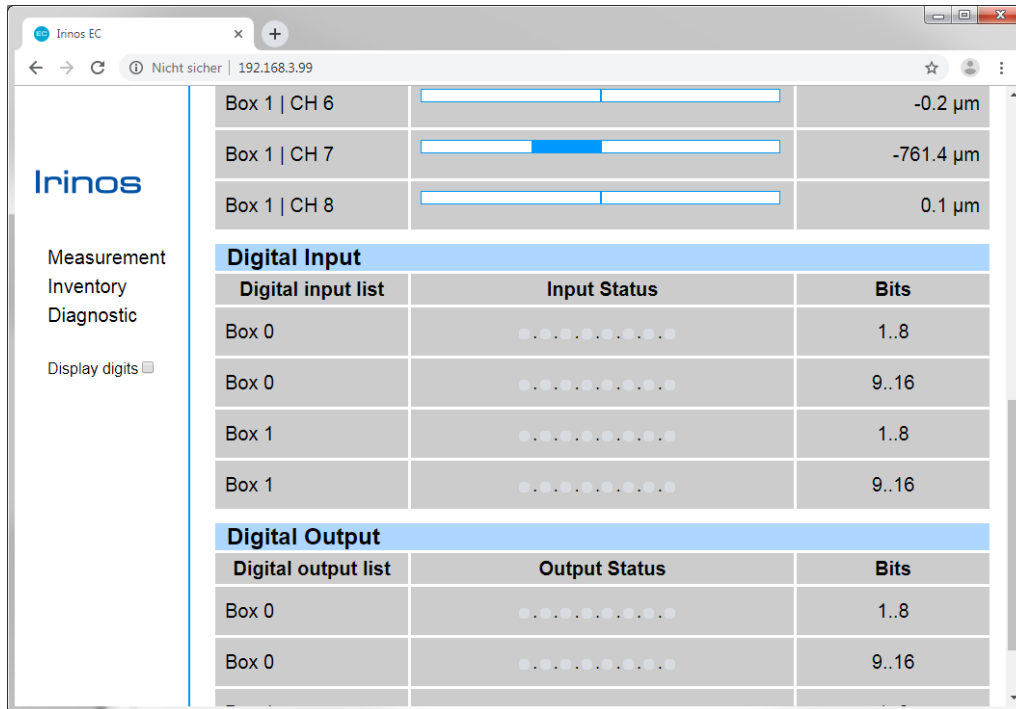 EC Irinos EC
Nicht sicher | 192.168.3.99
Irinos
Measurement
Inventory
Diagnostic
Display digits
Box 1 | CH 6 -0.2 µm
Box 1 | CH 7 -761.4 µm
Box 1 | CH 8 0.1 µm
Digital Input
Digital input list Input Status Bits
Box 0 1..8
Box 0 9..16
Box 1 1..8
Box 1 9..16
Digital Output
Digital output list Output Status Bits
Box 0 1..8
Box 0 9..16